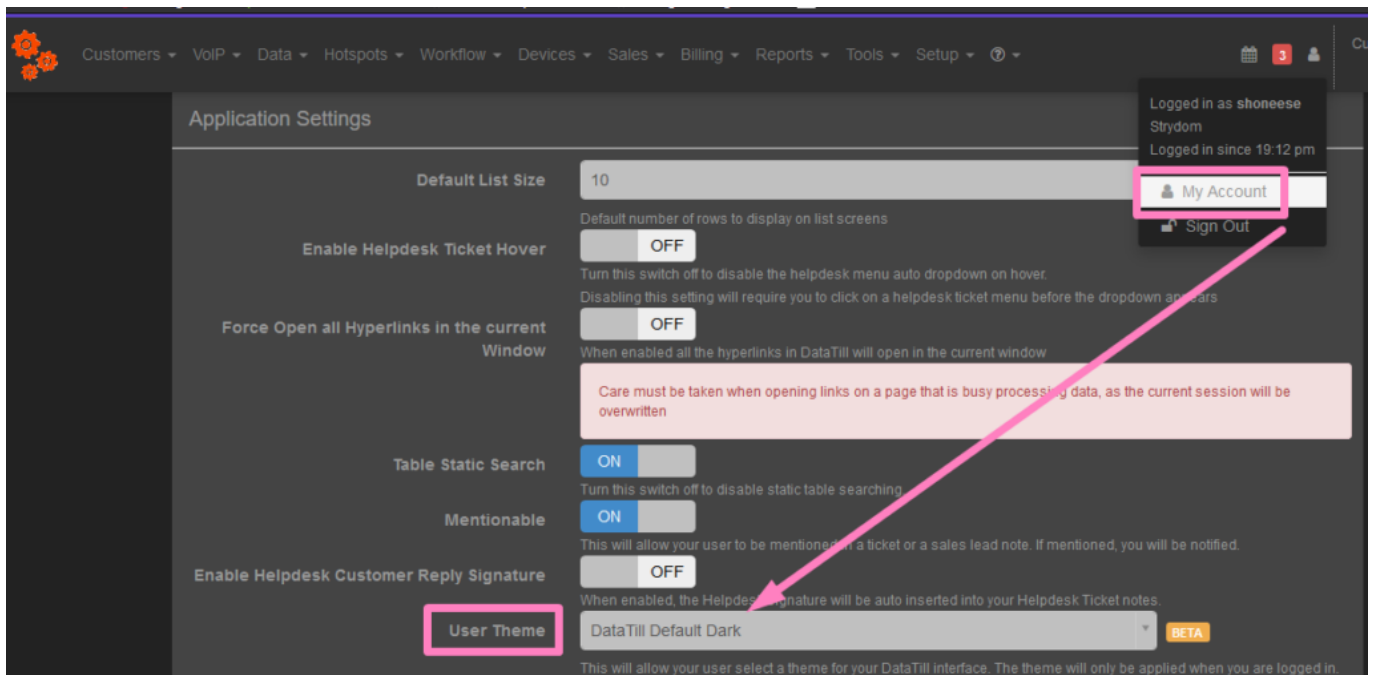 Customers VoIP Data Hotspots Workflow Devices Sales Billing Reports Tools Setup 3
Logged in as shoneese
Strydom
Logged in since 19:12 pm
My Account
Sign Out
Application Settings
Default List Size 10
Default number of rows to display on list screens
Enable Helpdesk Ticket Hover OFF
Turn this switch off to disable the helpdesk menu auto dropdown on hover.
Disabling this setting will require you to click on a helpdesk ticket menu before the dropdown appears
Force Open all Hyperlinks in the current
Window
OFF
When enabled all the hyperlinks in DataTill will open in the current window
Care must be taken when opening links on a page that is busy processing data, as the current session will be
overwritten
Table Static Search ON
Turn this switch off to disable static table searching
Mentionable ON
This will allow your user to be mentioned in a ticket or a sales lead note. If mentioned, you will be notified.
Enable Helpdesk Customer Reply Signature OFF
When enabled, the Helpdesk Signature will be auto inserted into your Helpdesk Ticket notes.
User Theme DataTill Default Dark BETA
This will allow your user select a theme for your DataTill interface. The theme will only be applied when you are logged in.